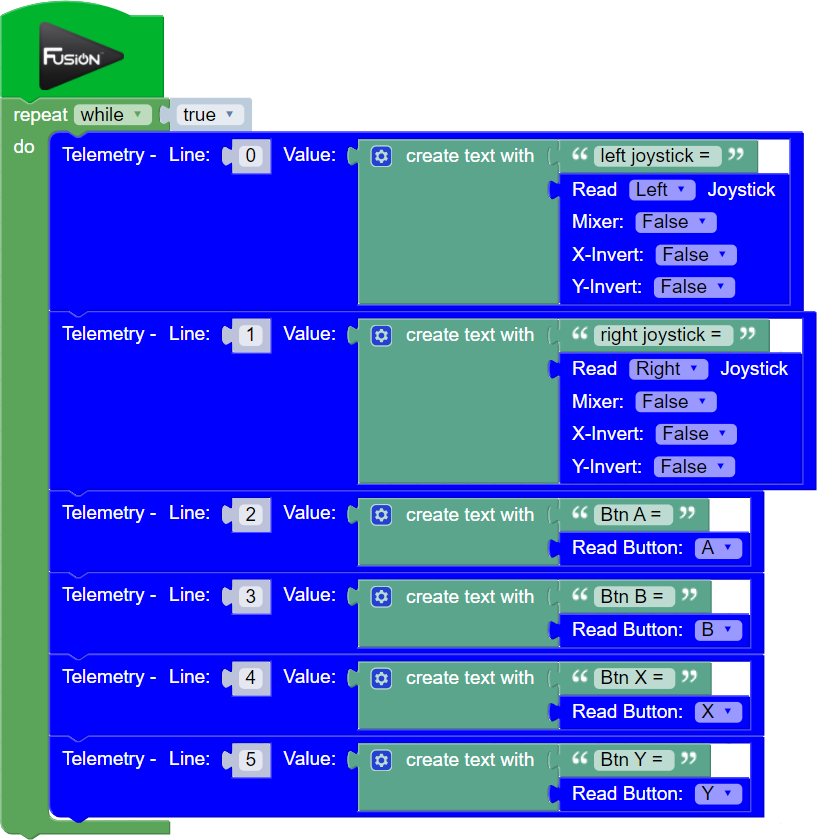 FUSION™
repeat while true
do
Telemetry - Line: 0 Value: create text with “ left joystick = ”
Read Left Joystick
Mixer: False
X-Invert: False
Y-Invert: False
Telemetry - Line: 1 Value: create text with “ right joystick = ”
Read Right Joystick
Mixer: False
X-Invert: False
Y-Invert: False
Telemetry - Line: 2 Value: create text with “ Btn A = ”
Read Button: A
Telemetry - Line: 3 Value: create text with “ Btn B = ”
Read Button: B
Telemetry - Line: 4 Value: create text with “ Btn X = ”
Read Button: X
Telemetry - Line: 5 Value: create text with “ Btn Y = ”
Read Button: Y